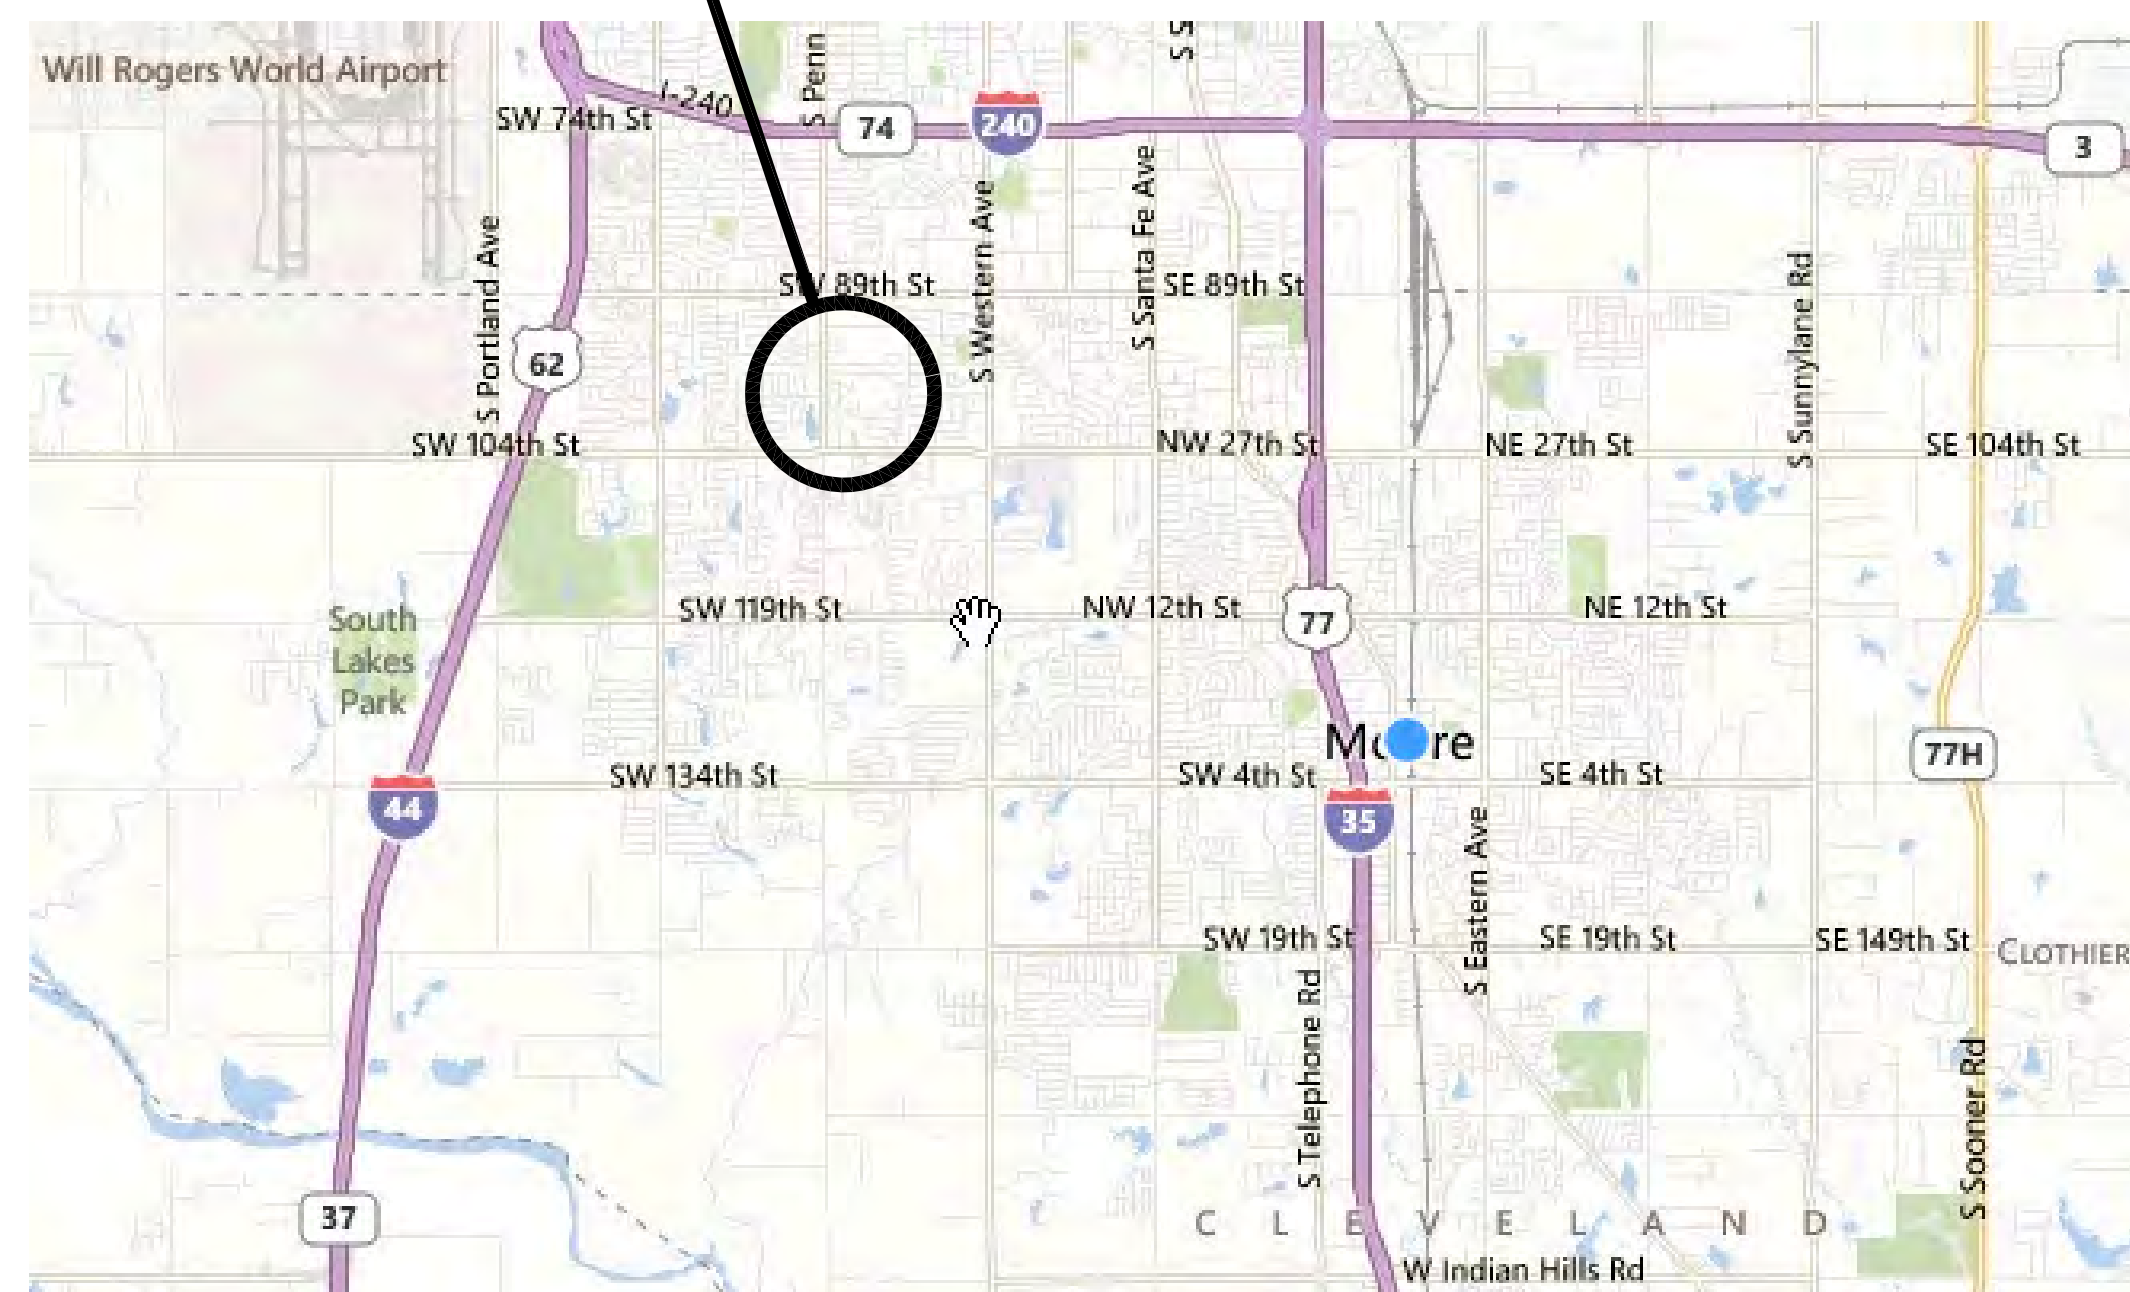 Will Rogers World Airport
S Penn
I-240
SW 74th St
74
240
3
S Portland Ave
S Western Ave
S Santa Fe Ave
SW 89th St
SE 89th St
S Sunnylane Rd
62
SW 104th St
NW 27th St
NE 27th St
SE 104th St
South
Lakes
Park
SW 119th St
NW 12th St
77
NE 12th St
SW 134th St
SW 4th St
SE 4th St
77H
44
35
S Eastern Ave
SW 19th St
SE 19th St
SE 149th St
CLOTHIER
S Telephone Rd
S Sooner Rd
37
CLEVELAND
W Indian Hills Rd